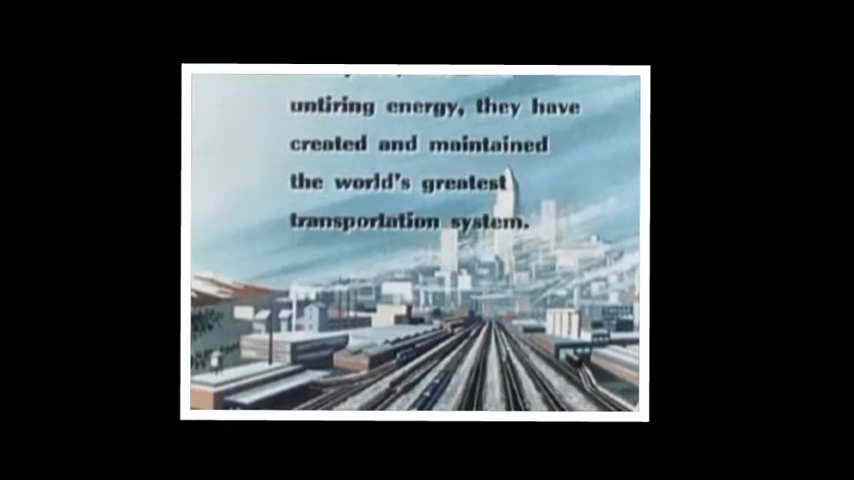 untiring energy, they have
created and maintained
the world's greatest
transportation system.